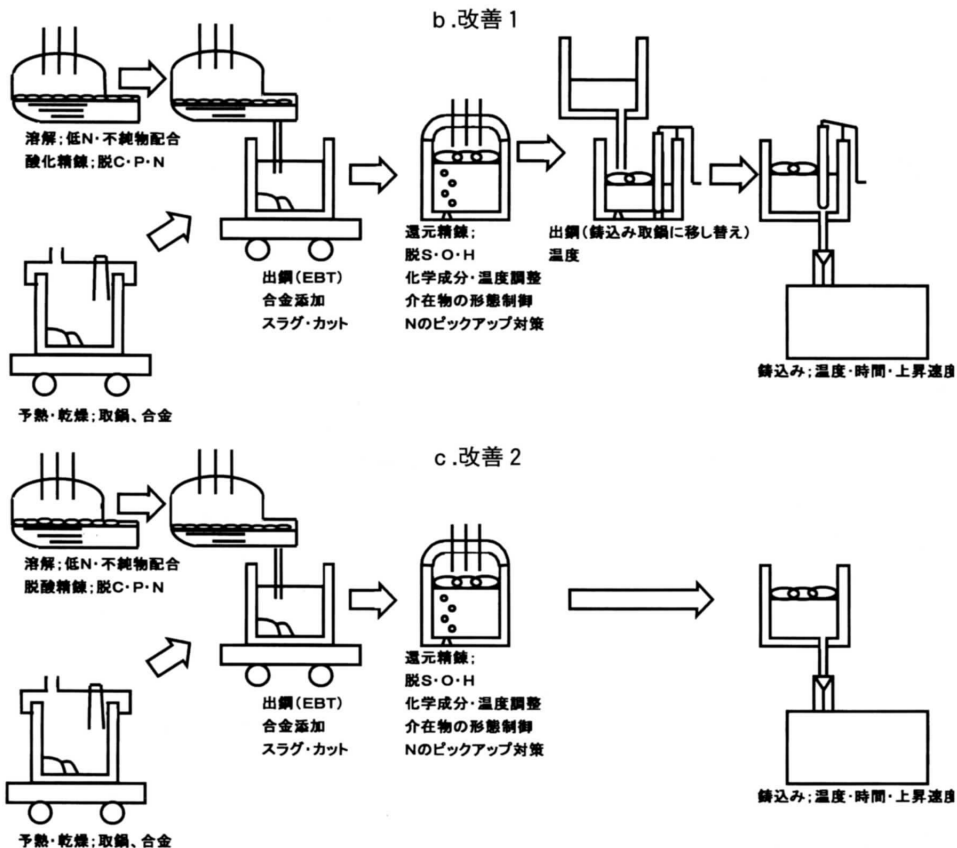 b.改善1
溶解;低N・不純物配合
酸化精錬;脱C・P・N
出鋼(EBT)
合金添加
スラグ・カット
還元精錬;
脱S・O・H
化学成分・温度調整
介在物の形態制御
Nのピックアップ対策
出鋼(鋳込み取鍋に移し替え)
温度
鋳込み;温度・時間・上昇速度
予熱・乾燥;取鍋、合金
c.改善2
溶解;低N・不純物配合
脱酸精錬;脱C・P・N
出鋼(EBT)
合金添加
スラグ・カット
還元精錬;
脱S・O・H
化学成分・温度調整
介在物の形態制御
Nのピックアップ対策
鋳込み;温度・時間・上昇速度
予熱・乾燥;取鍋、合金